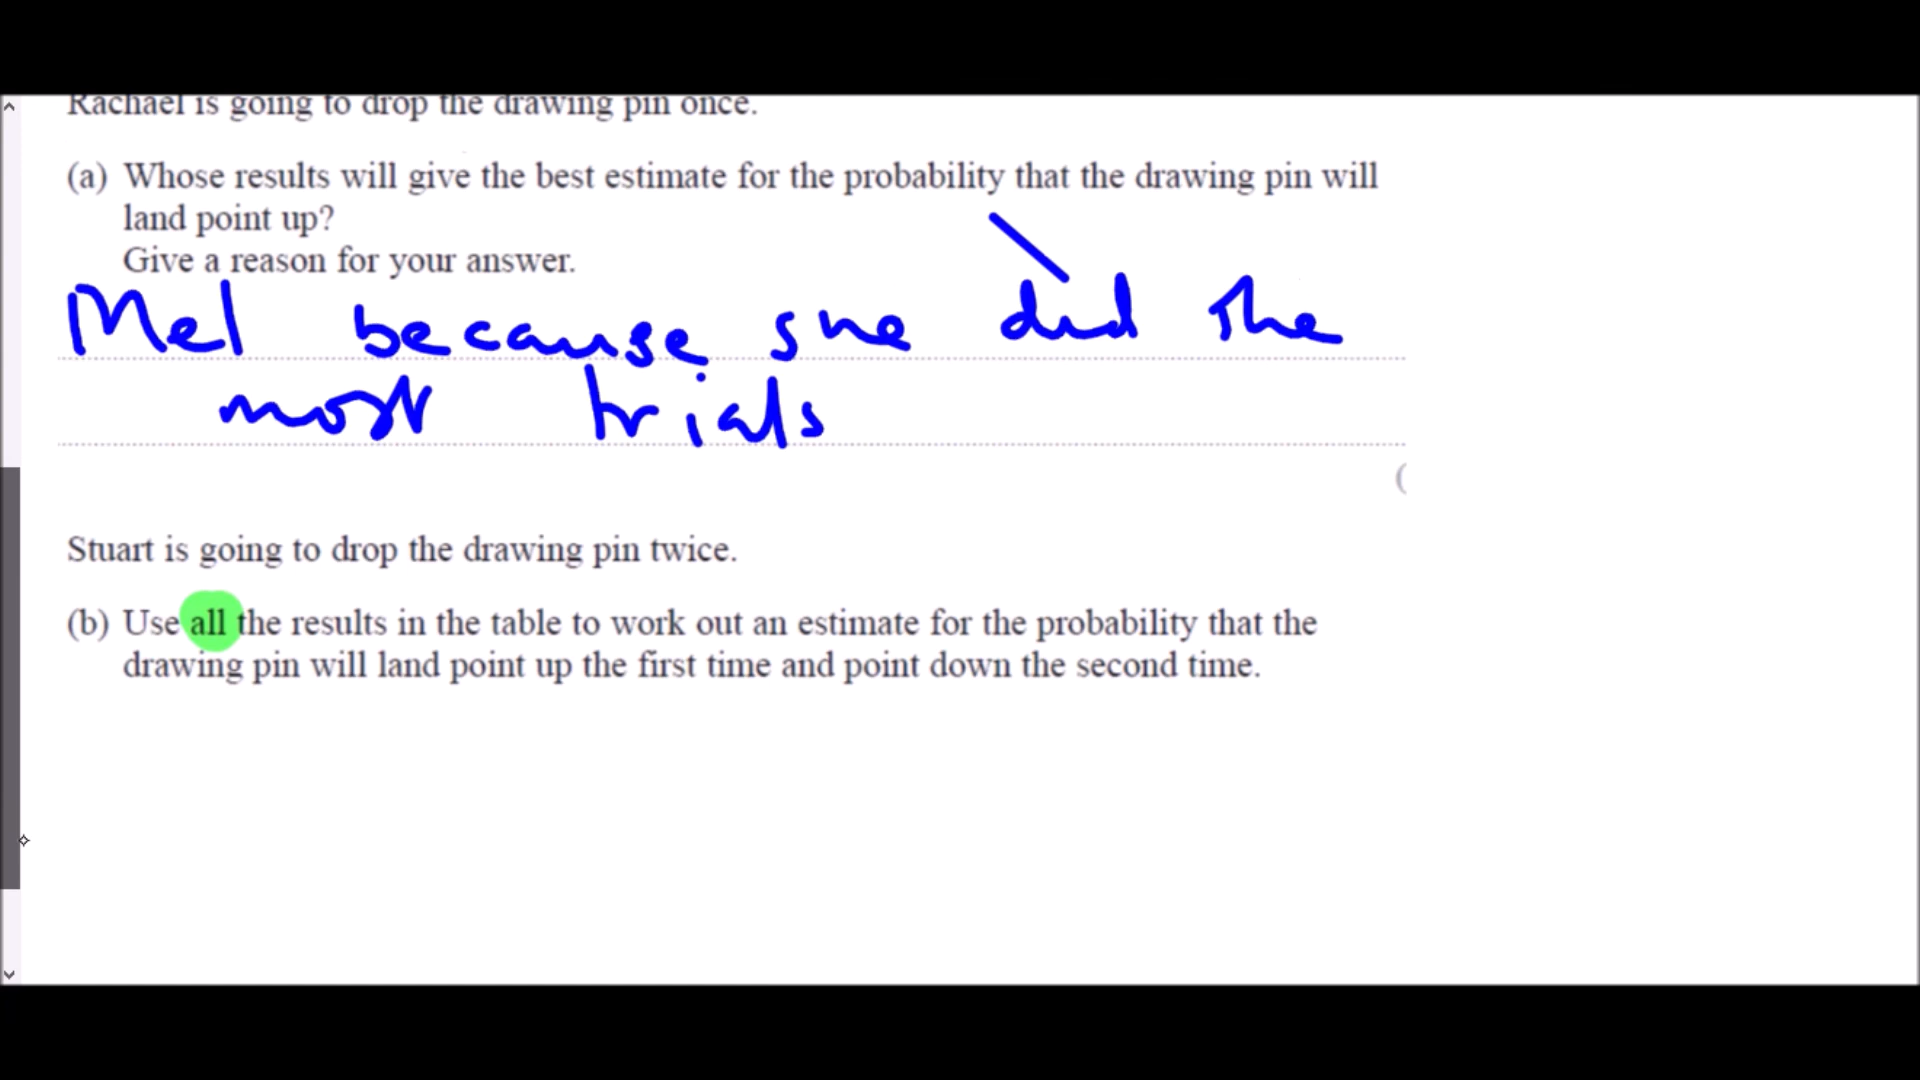 Rachael is going to drop the drawing pin once.
(a) Whose results will give the best estimate for the probability that the drawing pin will
land point up?
Give a reason for your answer.
Mel because she did the
most trials
(
Stuart is going to drop the drawing pin twice.
(b) Use all the results in the table to work out an estimate for the probability that the
drawing pin will land point up the first time and point down the second time.